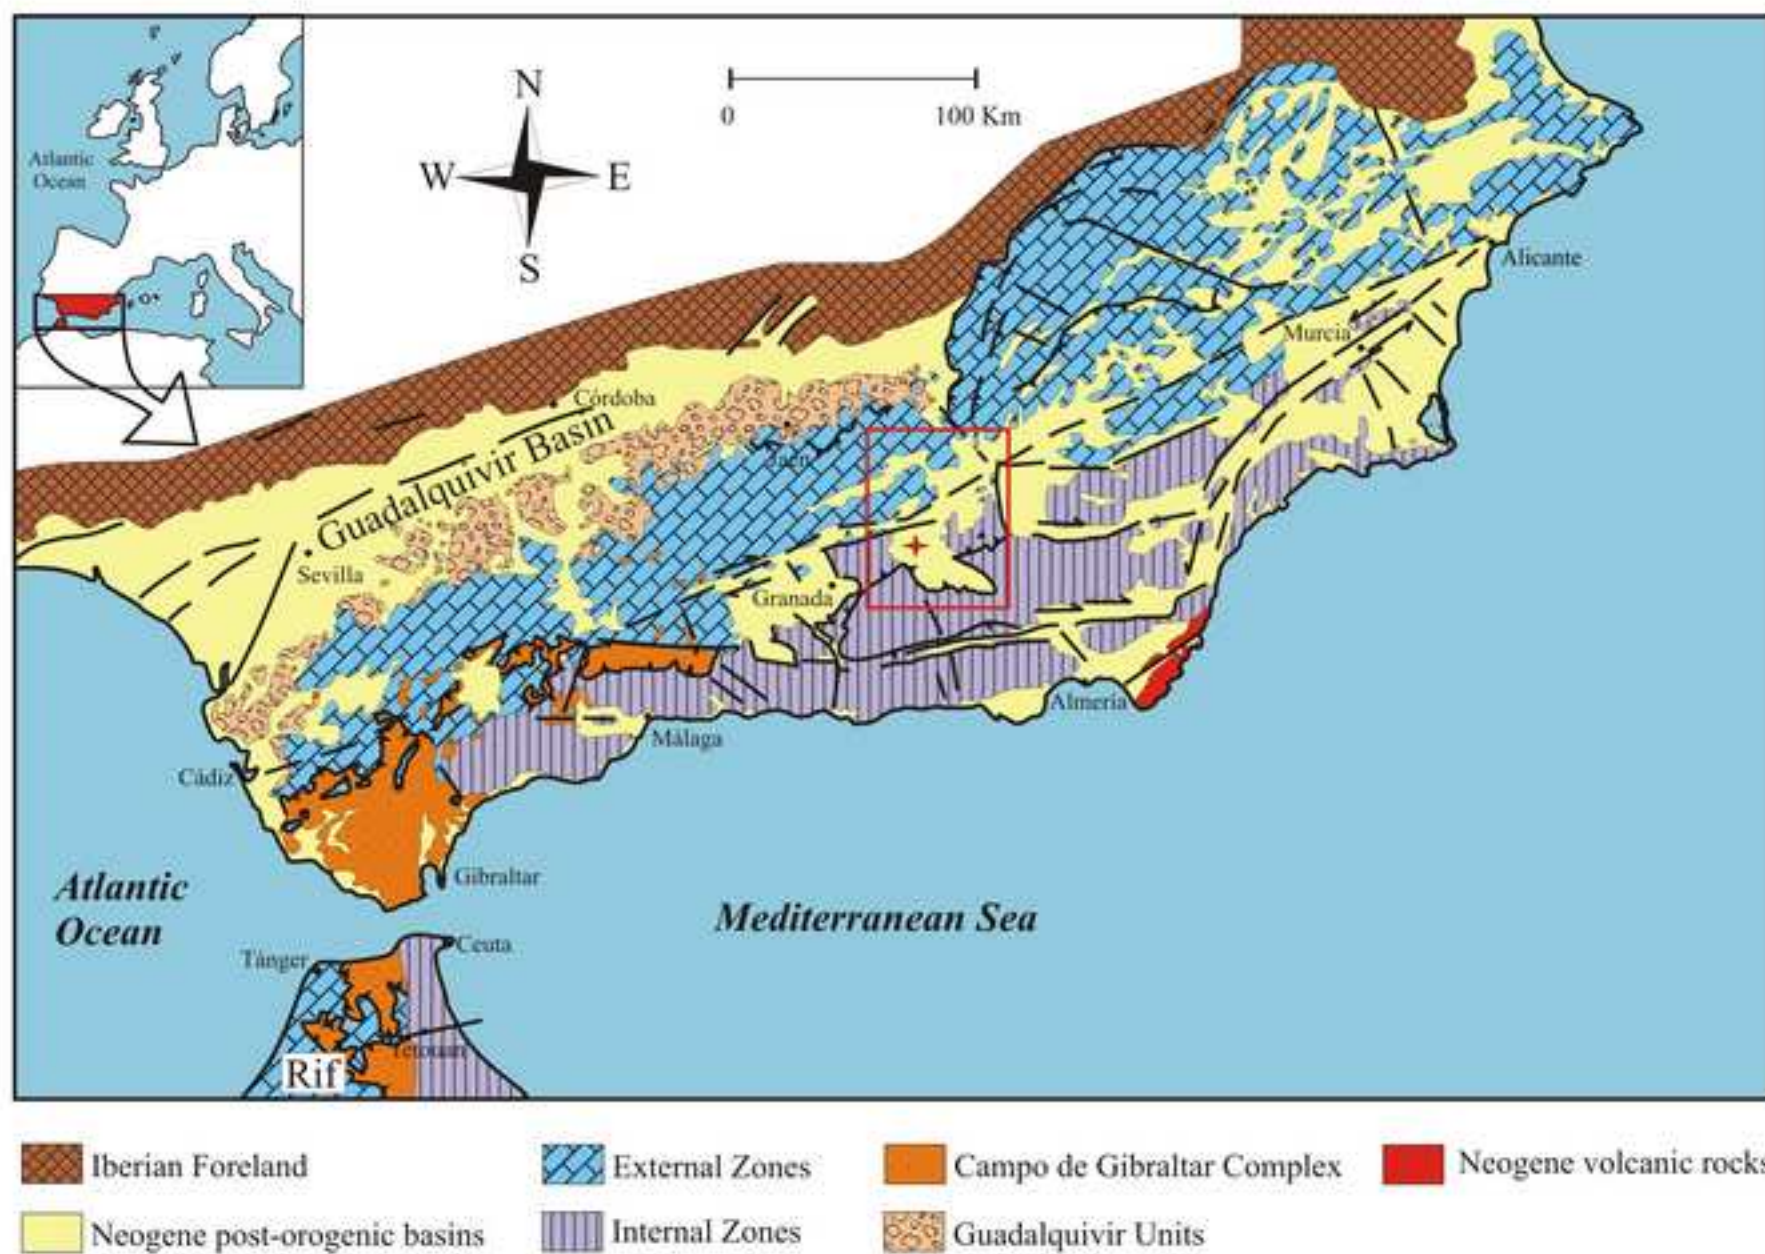 Atlantic
Ocean
N
W
E
S
0
100 Km
Alicante
Murcia
Córdoba
Guadalquivir Basin
Jaén
Sevilla
Granada
Almería
Málaga
Cádiz
Gibraltar
Atlantic
Ocean
Mediterranean Sea
Ceuta
Tánger
Tetouan
Rif
Iberian Foreland
External Zones
Campo de Gibraltar Complex
Neogene volcanic rocks
Neogene post-orogenic basins
Internal Zones
Guadalquivir Units